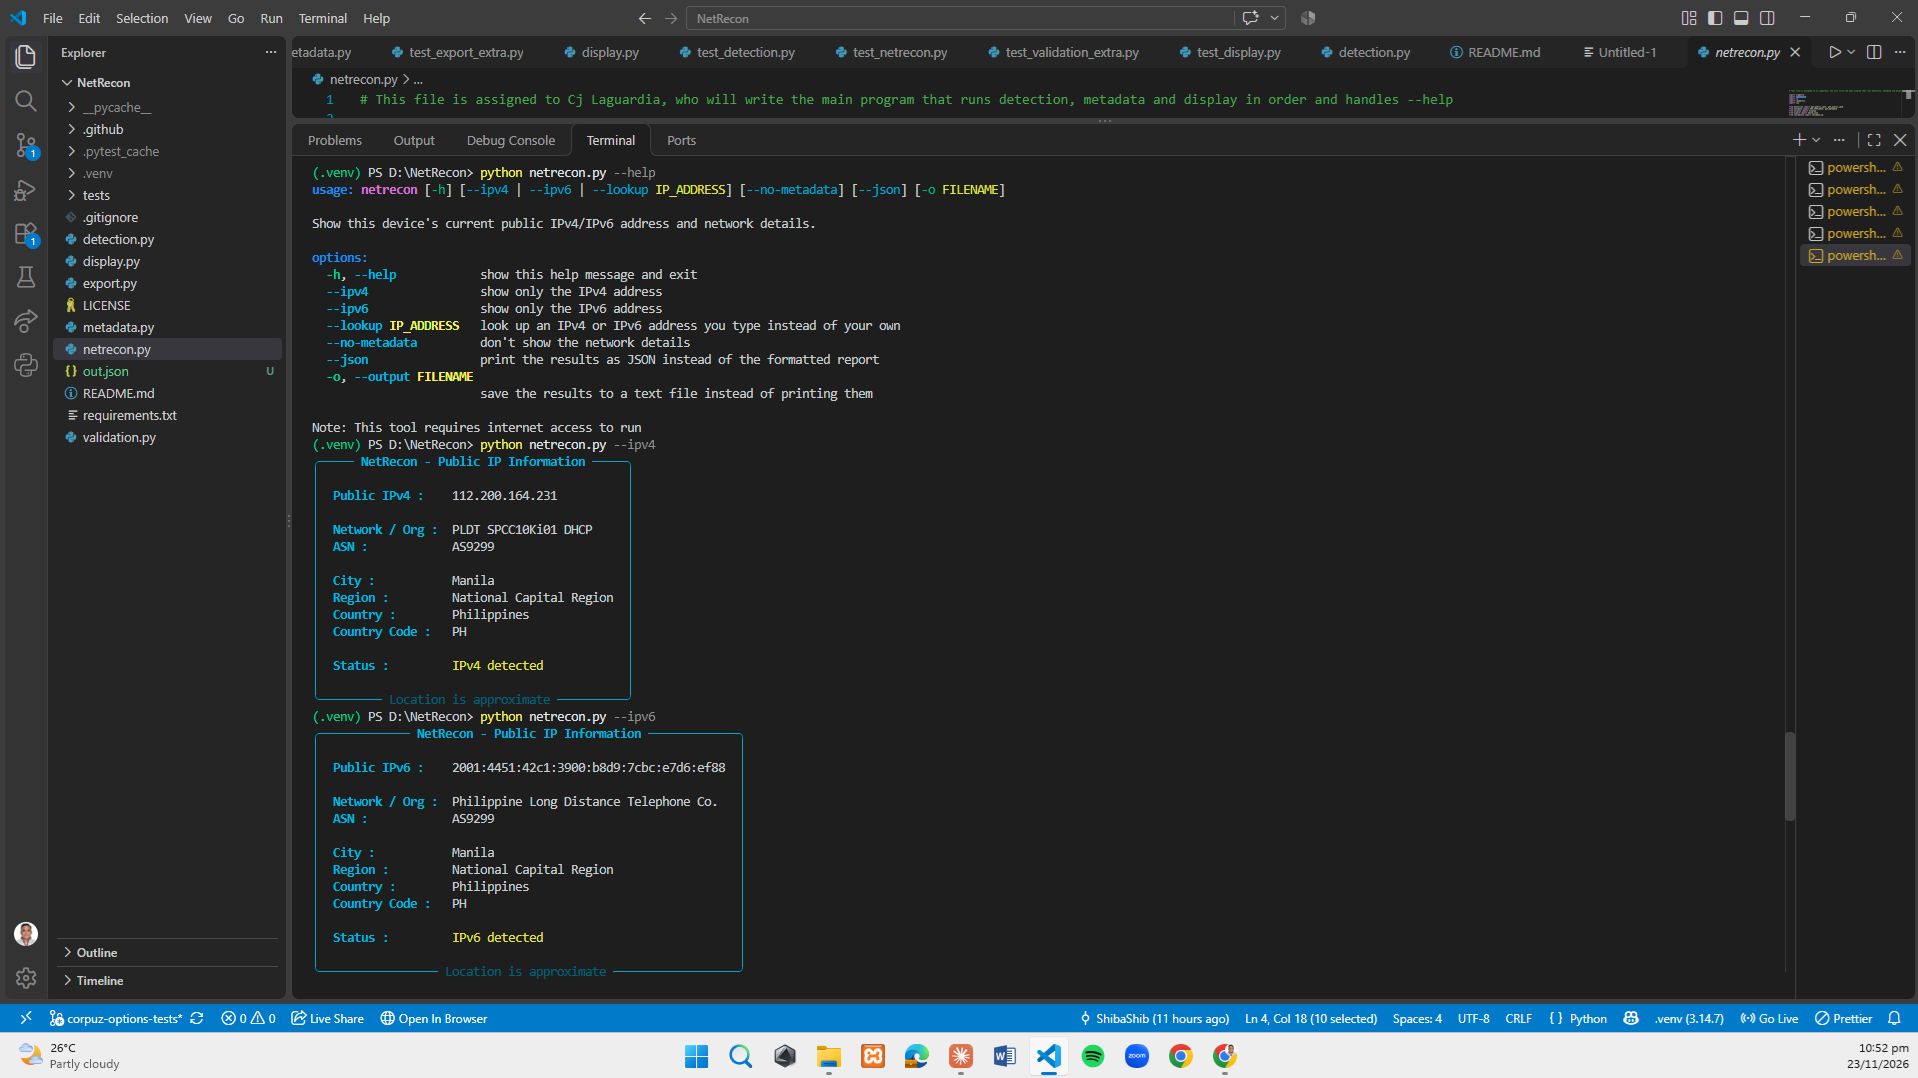 File Edit Selection View Go Run Terminal Help
NetRecon
Explorer
etadata.py test_export_extra.py display.py test_detection.py test_netrecon.py test_validation_extra.py test_display.py detection.py README.md Untitled-1 netrecon.py
NetRecon
__pycache__
.github
.pytest_cache
.venv
tests
.gitignore
detection.py
display.py
export.py
LICENSE
metadata.py
netrecon.py
out.json U
README.md
requirements.txt
validation.py
Outline
Timeline
netrecon.py > ...
1 # This file is assigned to Cj Laguardia, who will write the main program that runs detection, metadata and display in order and handles --help
Problems Output Debug Console Terminal Ports
(.venv) PS D:\NetRecon> python netrecon.py --help
usage: netrecon [-h] [--ipv4 | --ipv6 | --lookup IP_ADDRESS] [--no-metadata] [--json] [-o FILENAME]
Show this device's current public IPv4/IPv6 address and network details.
options:
-h, --help show this help message and exit
--ipv4 show only the IPv4 address
--ipv6 show only the IPv6 address
--lookup IP_ADDRESS look up an IPv4 or IPv6 address you type instead of your own
--no-metadata don't show the network details
--json print the results as JSON instead of the formatted report
-o, --output FILENAME
save the results to a text file instead of printing them
Note: This tool requires internet access to run
(.venv) PS D:\NetRecon> python netrecon.py --ipv4
NetRecon - Public IP Information
Public IPv4 : 112.200.164.231
Network / Org : PLDT SPCC10Ki01 DHCP
ASN : AS9299
City : Manila
Region : National Capital Region
Country : Philippines
Country Code : PH
Status : IPv4 detected
Location is approximate
(.venv) PS D:\NetRecon> python netrecon.py --ipv6
NetRecon - Public IP Information
Public IPv6 : 2001:4451:42c1:3900:b8d9:7cbc:e7d6:ef88
Network / Org : Philippine Long Distance Telephone Co.
ASN : AS9299
City : Manila
Region : National Capital Region
Country : Philippines
Country Code : PH
Status : IPv6 detected
Location is approximate
powersh...
powersh...
powersh...
powersh...
powersh...
1
1
corpuz-options-tests* 0 0 Live Share Open In Browser
ShibaShib (11 hours ago) Ln 4, Col 18 (10 selected) Spaces: 4 UTF-8 CRLF { } Python .venv (3.14.7) Go Live Prettier
26°C
Partly cloudy
zoom
10:52 pm
23/11/2026